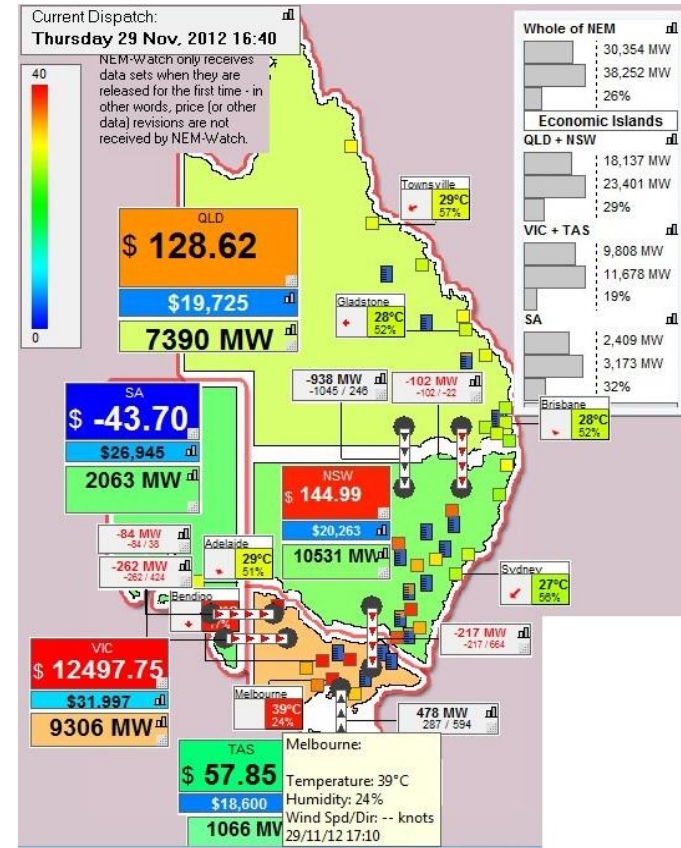 Current Dispatch:
Thursday 29 Nov, 2012 16:40
NEM-Watch only receives
data sets when they are
released for the first time - in
other words, price (or other
data) revisions are not
received by NEM-Watch.
40
0
Whole of NEM
30,354 MW
38,252 MW
26%
Economic Islands
QLD + NSW
18,137 MW
23,401 MW
29%
VIC + TAS
9,808 MW
11,678 MW
19%
SA
2,409 MW
3,173 MW
32%
Townsville
29°C
57%
QLD
$ 128.62
$19,725
7390 MW
Gladstone
28°C
52%
-938 MW
-1045 / 246
-102 MW
-102 / -22
Brisbane
28°C
52%
SA
$ -43.70
$26,945
2063 MW
NSW
$ 144.99
$20,263
10531 MW
-84 MW
-84 / 38
-262 MW
-262 / 424
Adelaide
29°C
51%
Bendigo
Sydney
27°C
56%
-217 MW
-217 / 664
VIC
$ 12497.75
$31,997
9306 MW
Melbourne
39°C
24%
478 MW
287 / 594
TAS
$ 57.85
$18,600
1066 MW
Melbourne:
Temperature: 39°C
Humidity: 24%
Wind Spd/Dir: -- knots
29/11/12 17:10